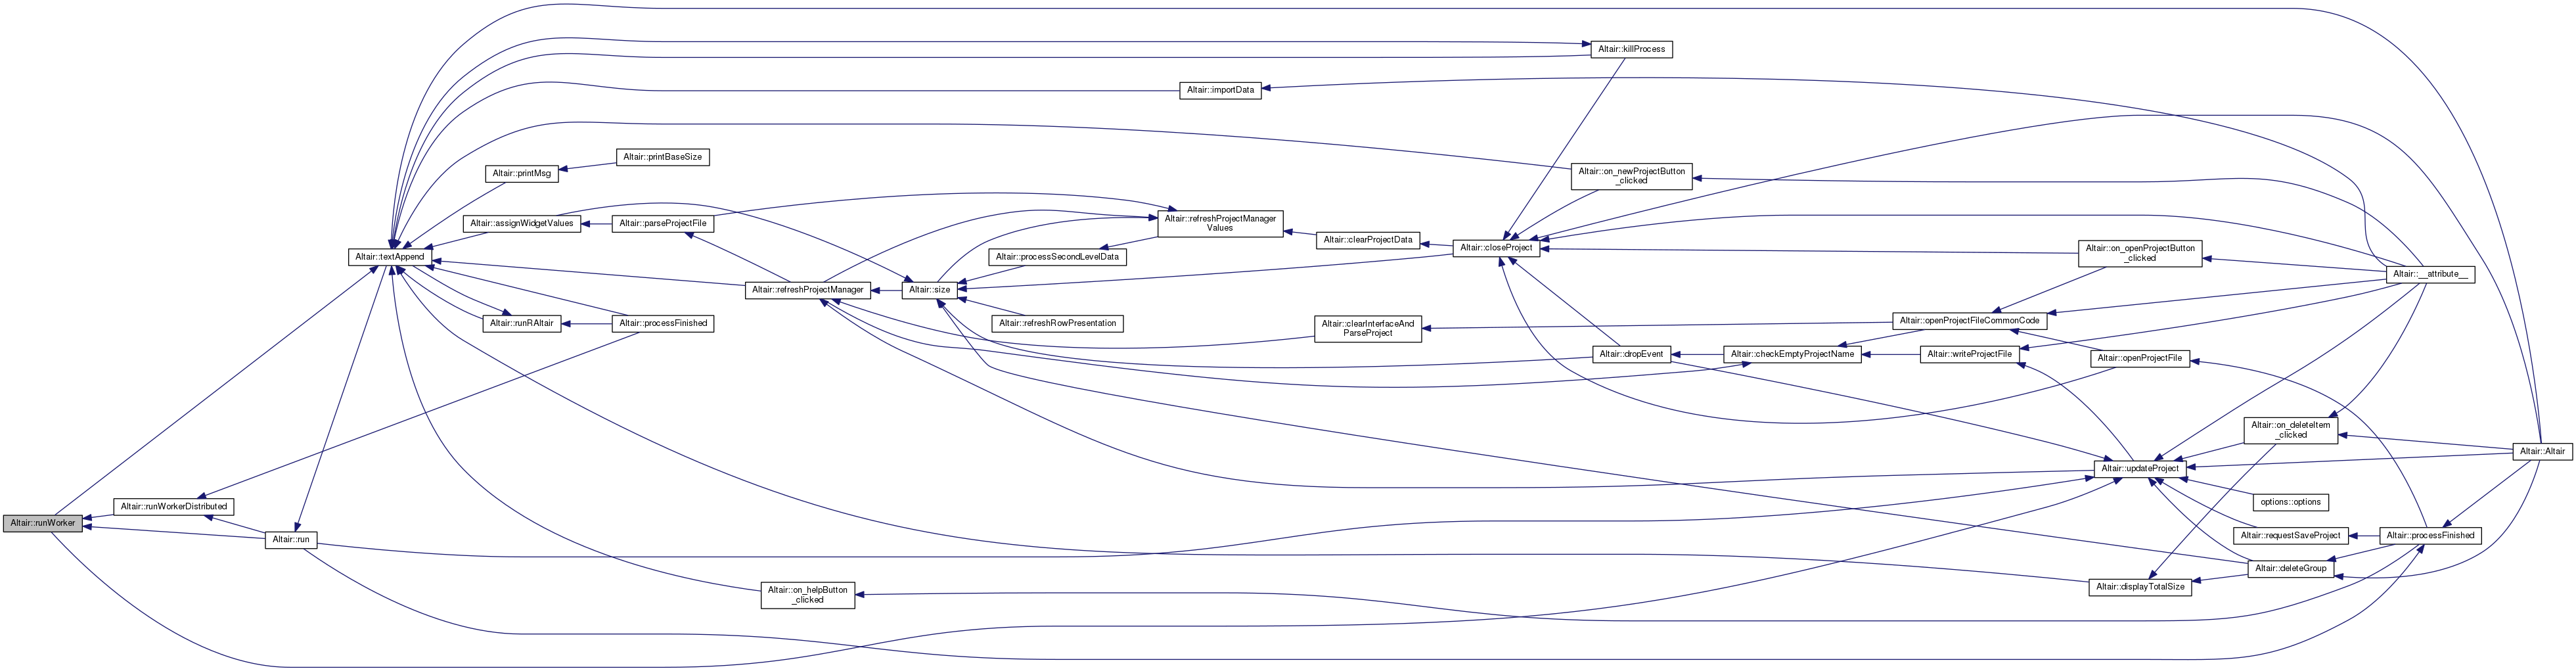 Altair::killProcess
Altair::importData
Altair::printBaseSize
Altair::printMsg
Altair::on_newProjectButton
_clicked
Altair::assignWidgetValues
Altair::parseProjectFile
Altair::refreshProjectManager
Values
Altair::clearProjectData
Altair::closeProject
Altair::on_openProjectButton
_clicked
Altair::textAppend
Altair::processSecondLevelData
Altair::__attribute__
Altair::refreshProjectManager
Altair::size
Altair::runRAltair
Altair::processFinished
Altair::refreshRowPresentation
Altair::clearInterfaceAnd
ParseProject
Altair::openProjectFileCommonCode
Altair::dropEvent
Altair::checkEmptyProjectName
Altair::writeProjectFile
Altair::openProjectFile
Altair::on_deleteItem
_clicked
Altair::Altair
Altair::updateProject
options::options
Altair::runWorkerDistributed
Altair::runWorker
Altair::run
Altair::requestSaveProject
Altair::processFinished
Altair::deleteGroup
Altair::displayTotalSize
Altair::on_helpButton
_clicked